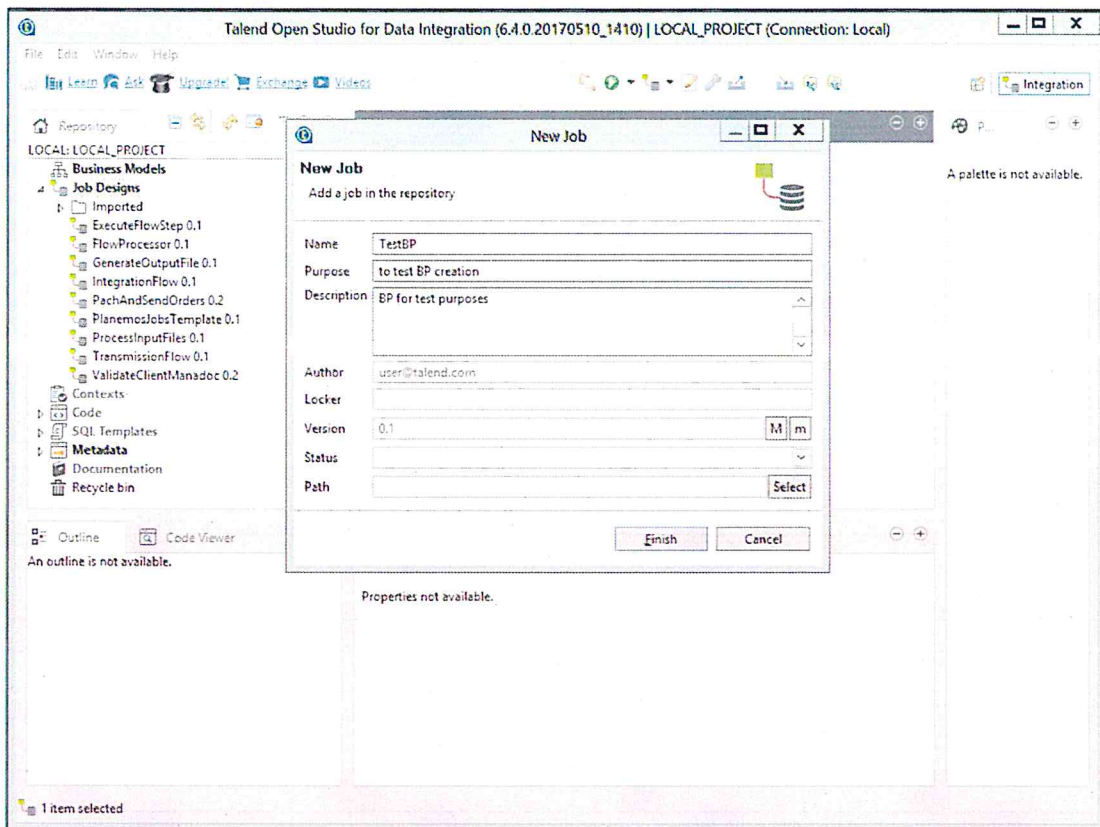 Talend Open Studio for Data Integration (6.4.0.20170510_1410) | LOCAL_PROJECT (Connection: Local)
File Edit Window Help
Learn Ask Upgrade! Exchange Videos
Integration
Repository
LOCAL: LOCAL_PROJECT
Business Models
Job Designs
Imported
ExecuteFlowStep 0.1
FlowProcessor 0.1
GenerateOutputFile 0.1
IntegrationFlow 0.1
PachAndSendOrders 0.2
PlanemosJobsTemplate 0.1
ProcessInputFiles 0.1
TransmissionFlow 0.1
ValidateClientManadoc 0.2
Contexts
Code
SQL Templates
Metadata
Documentation
Recycle bin
New Job
New Job
Add a job in the repository
Name TestBP
Purpose to test BP creation
Description BP for test purposes
Author user@talend.com
Locker
Version 0.1 M m
Status
Path Select
Finish Cancel
P...
A palette is not available.
Outline Code Viewer
An outline is not available.
Properties not available.
1 item selected